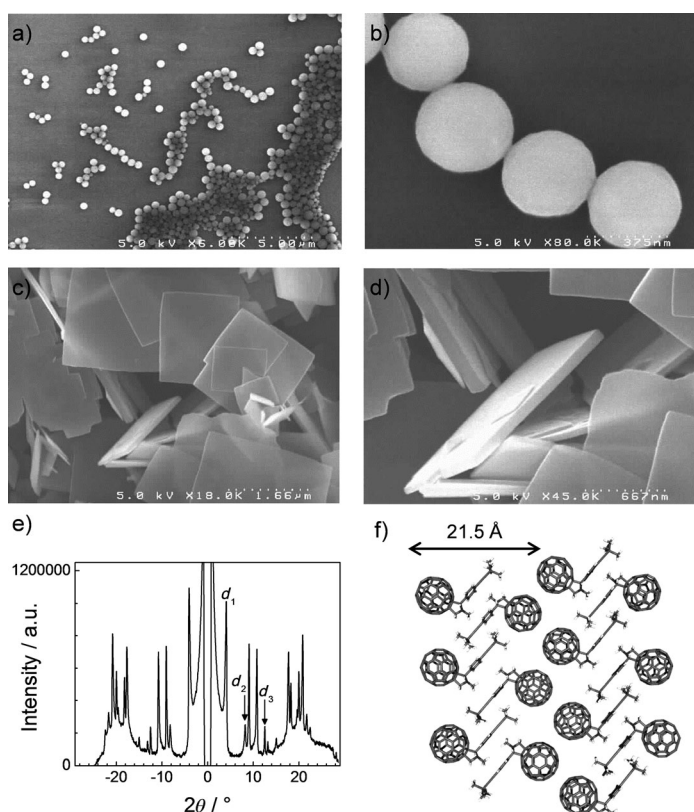 a)
5.0 kV X6.00K 5.00µm
b)
5.0 kV X80.0K 375nm
c)
5.0 kV X18.0K 1.66µm
d)
5.0 kV X45.0K 667nm
e)
1200000
Intensity / a.u.
0
d1
d2
d3
-20 -10 0 10 20
2θ / °
f)
21.5 Å